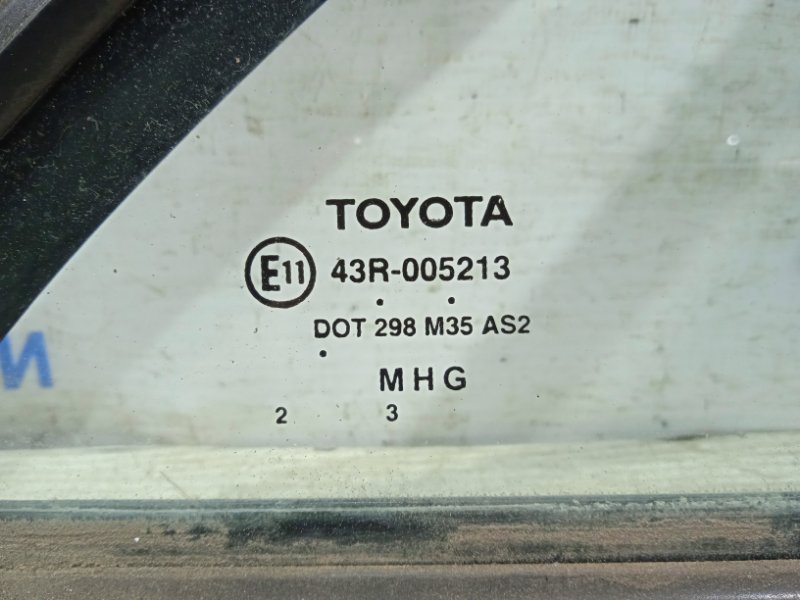 TOYOTA
E11 43R-005213
DOT 298 M35 AS2
MHG
2 3
N